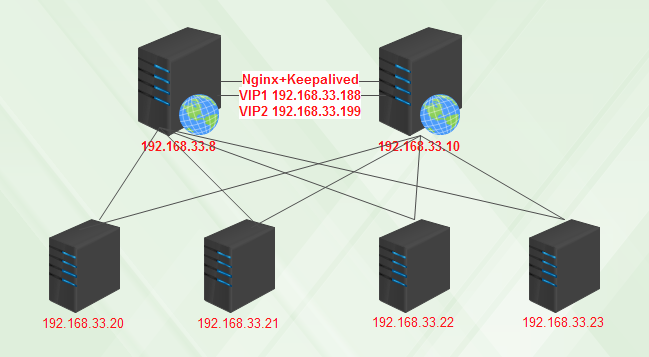 Nginx+Keepalived
VIP1 192.168.33.188
VIP2 192.168.33.199
192.168.33.8
192.168.33.10
192.168.33.20
192.168.33.21
192.168.33.22
192.168.33.23